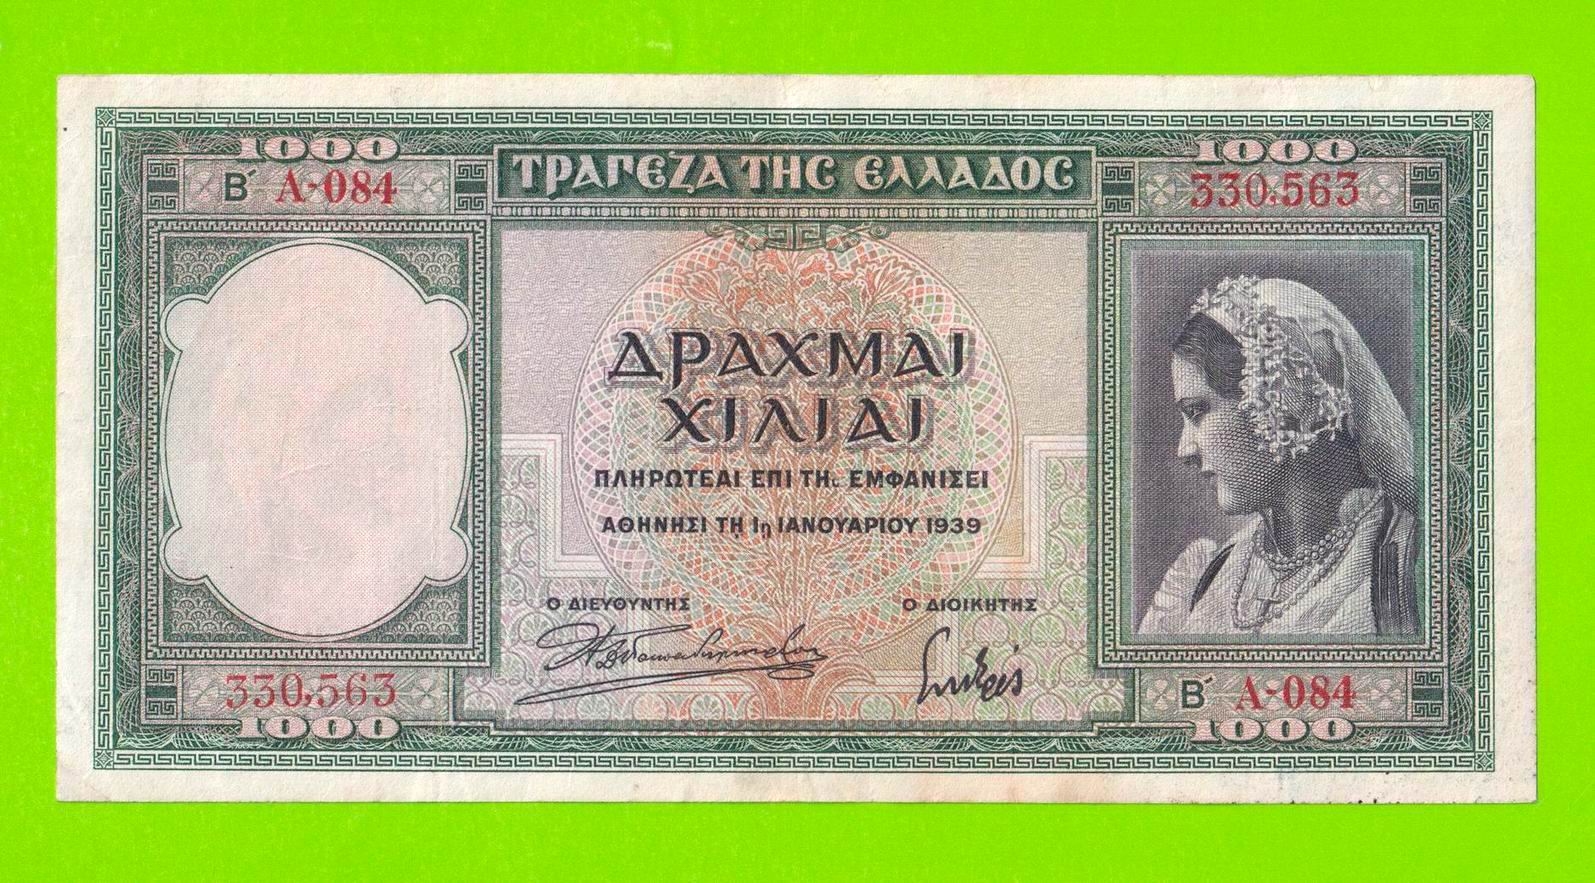 1000
ΤΡΑΠΕΖΑ ΤΗΣ ΕΛΛΑΔΟΣ
1000
Β΄ Λ-084
330,563
ΔΡΑΧΜΑΙ
ΧΙΛΙΑΙ
ΠΛΗΡΩΤΕΑΙ ΕΠΙ ΤΗι ΕΜΦΑΝΙΣΕΙ
ΑΘΗΝΗΣΙ ΤΗ 1η ΙΑΝΟΥΑΡΙΟΥ 1939
Ο ΔΙΕΥΘΥΝΤΗΣ
Ο ΔΙΟΙΚΗΤΗΣ
330,563
Β΄ Λ-084
1000
1000